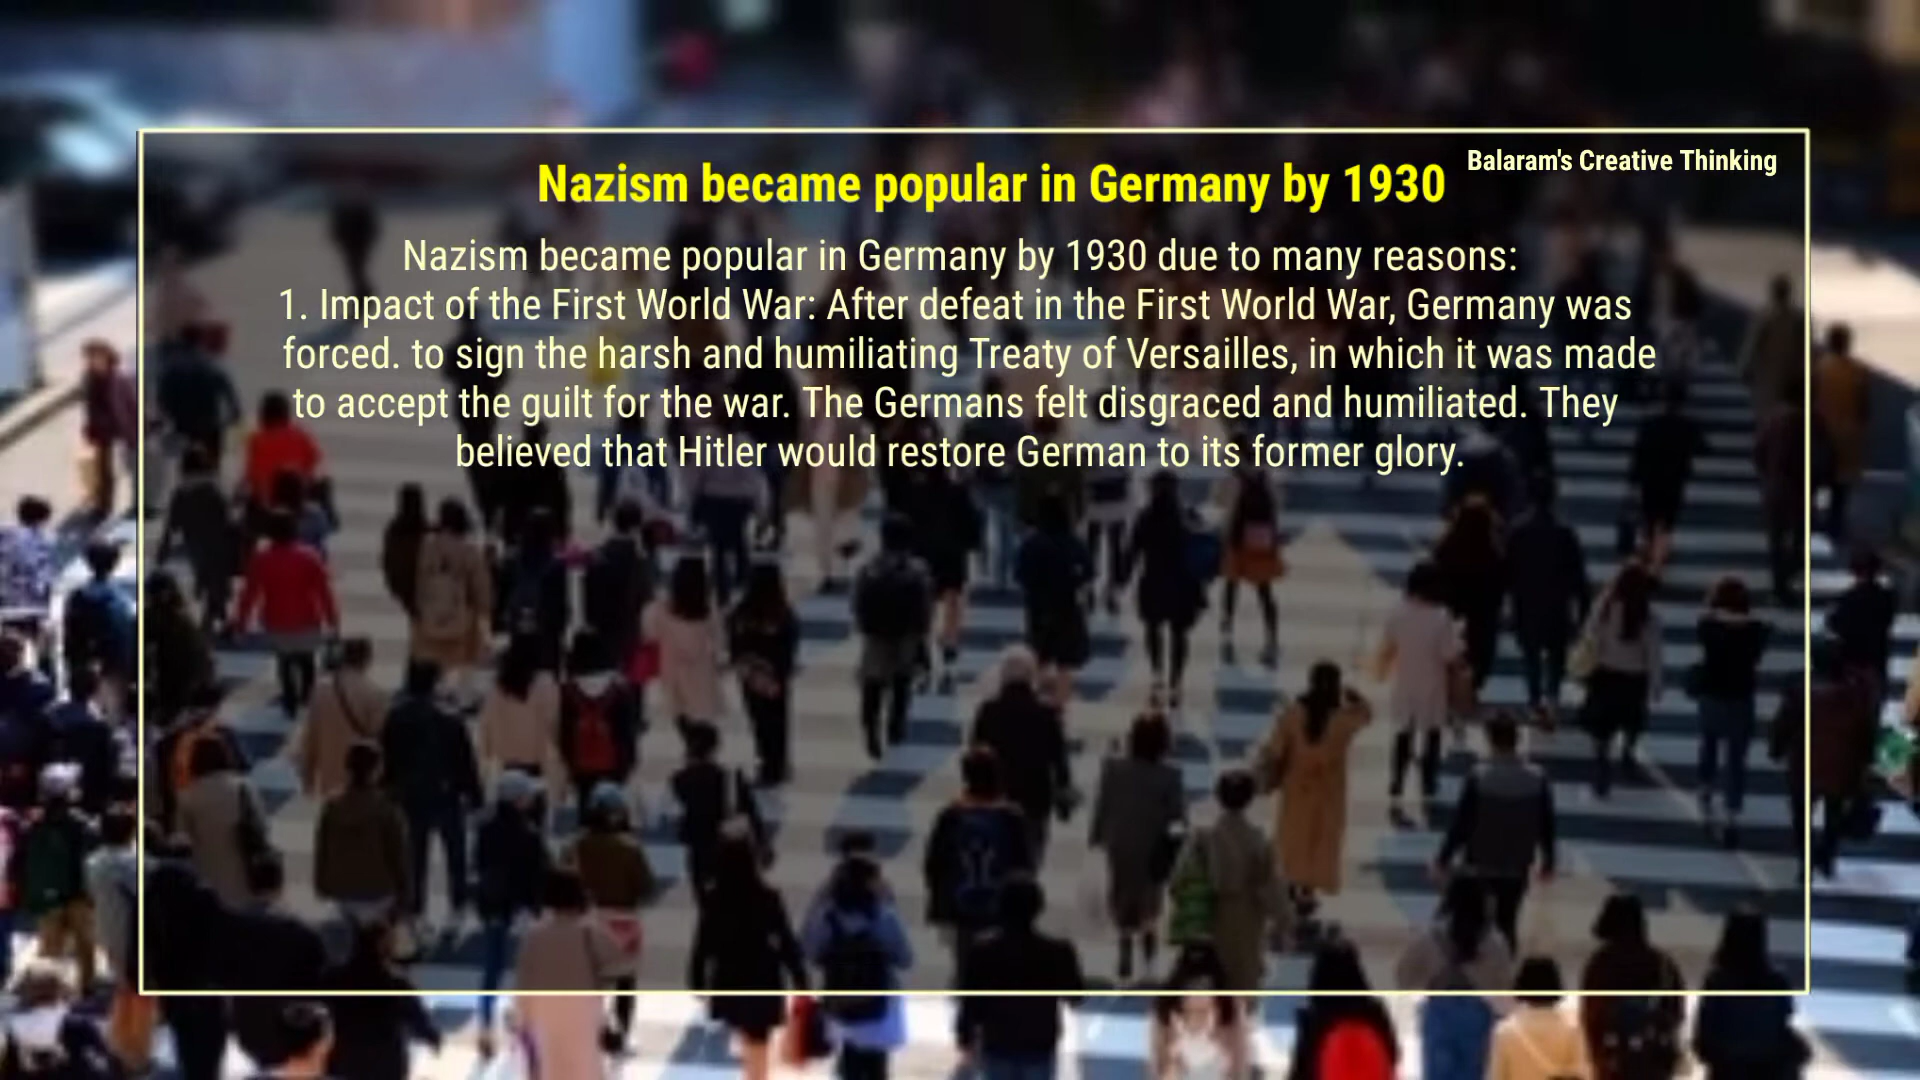 Balaram's Creative Thinking
Nazism became popular in Germany by 1930
Nazism became popular in Germany by 1930 due to many reasons:
1. Impact of the First World War: After defeat in the First World War, Germany was
forced. to sign the harsh and humiliating Treaty of Versailles, in which it was made
to accept the guilt for the war. The Germans felt disgraced and humiliated. They
believed that Hitler would restore German to its former glory.